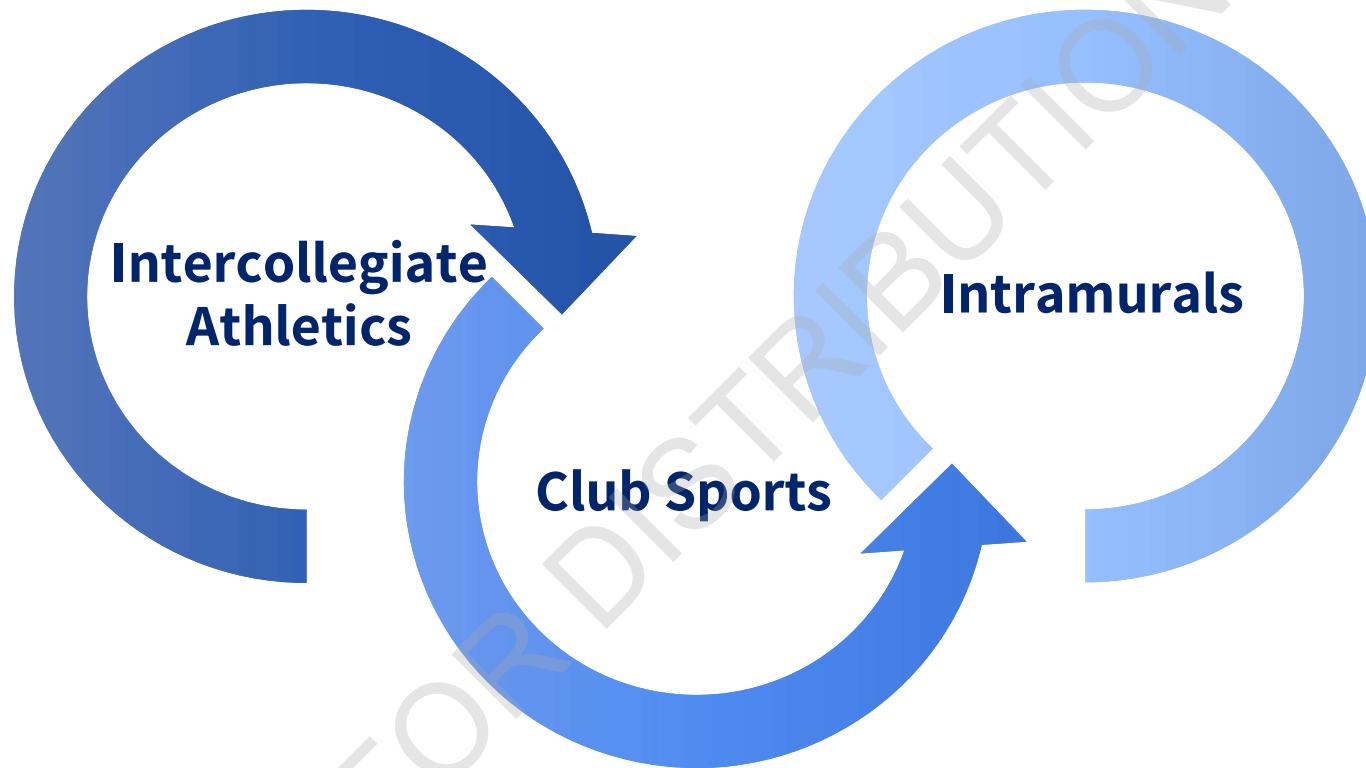 Intercollegiate
Athletics
Intramurals
Club Sports
FOR DISTRIBUTION